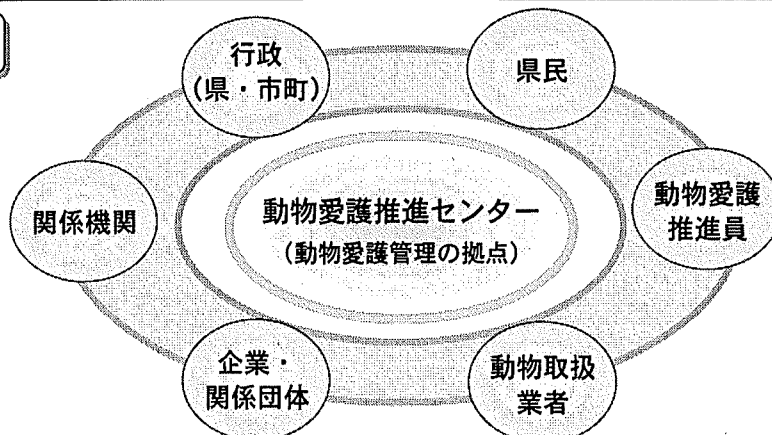 行政
（県・市町）
県民
関係機関
動物愛護推進センター
（動物愛護管理の拠点）
動物愛護
推進員
企業・
関係団体
動物取扱
業者